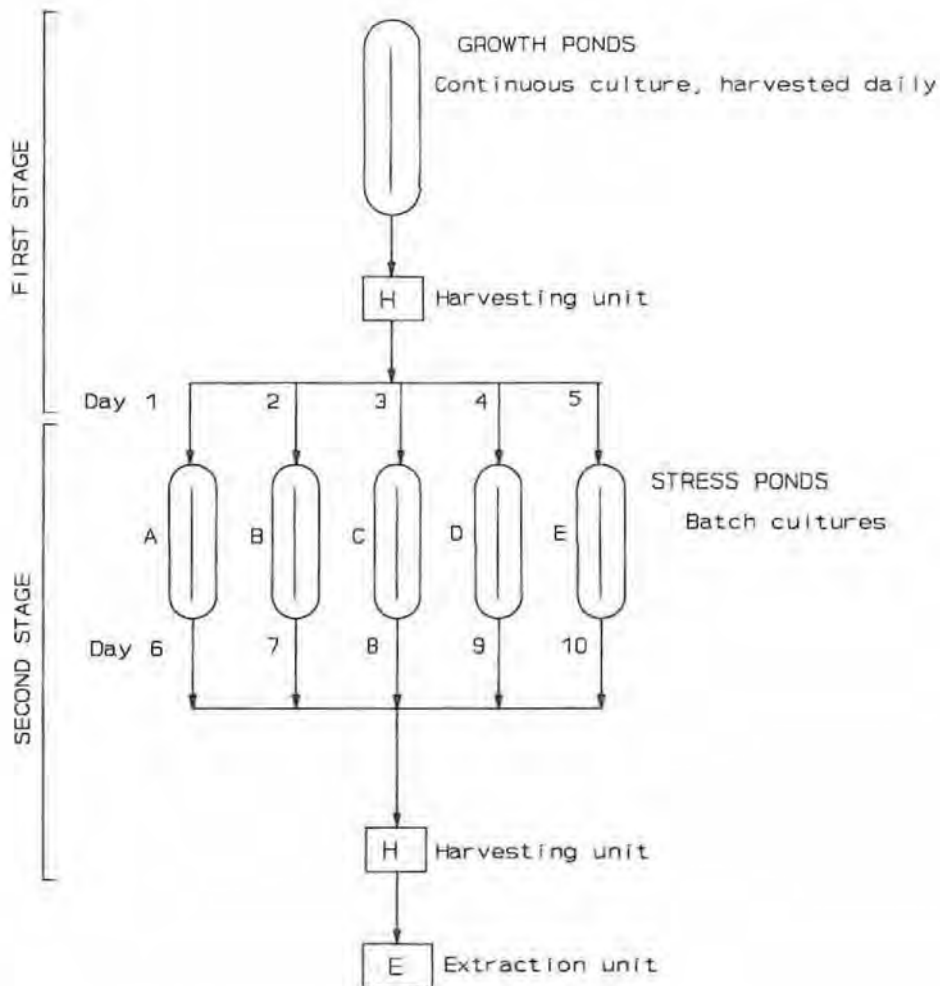 GROWTH PONDS
Continuous culture, harvested daily
FIRST STAGE
H Harvesting unit
Day 1 2 3 4 5
STRESS PONDS
Batch cultures
A B C D E
SECOND STAGE
Day 6 7 8 9 10
H Harvesting unit
E Extraction unit